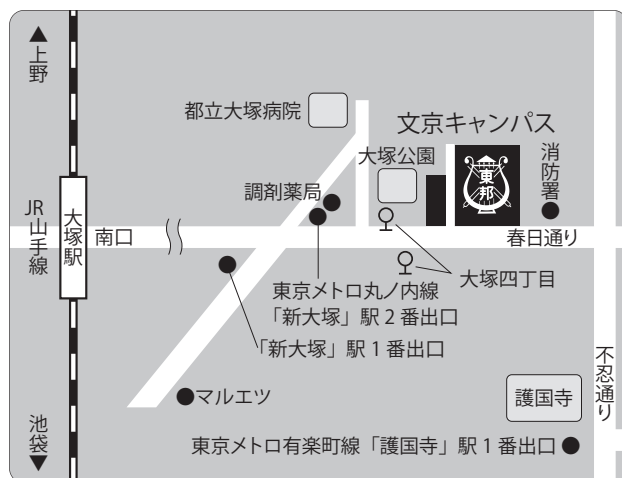 ▲上野
都立大塚病院
文京キャンパス
大塚公園
消防署
東邦
調剤薬局
JR山手線
大塚駅
南口
春日通り
大塚四丁目
東京メトロ丸ノ内線
「新大塚」駅2番出口
「新大塚」駅1番出口
マルエツ
不忍通り
護国寺
池袋▼
東京メトロ有楽町線「護国寺」駅1番出口